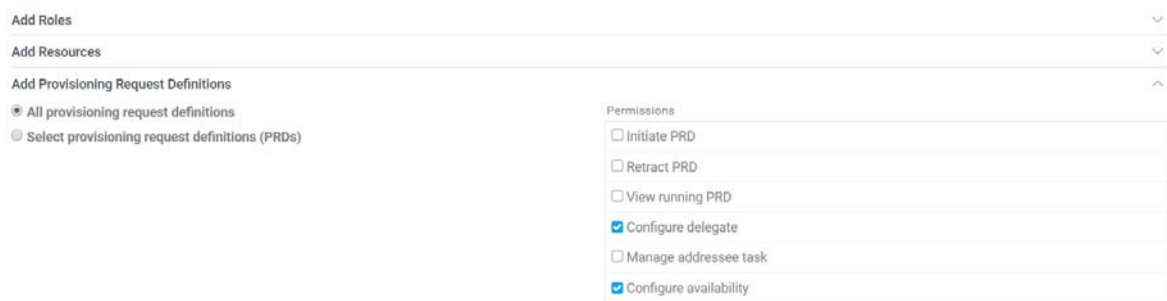 Add Roles
Add Resources
Add Provisioning Request Definitions
All provisioning request definitions
Select provisioning request definitions (PRDs)
Permissions
Initiate PRD
Retract PRD
View running PRD
Configure delegate
Manage addressee task
Configure availability